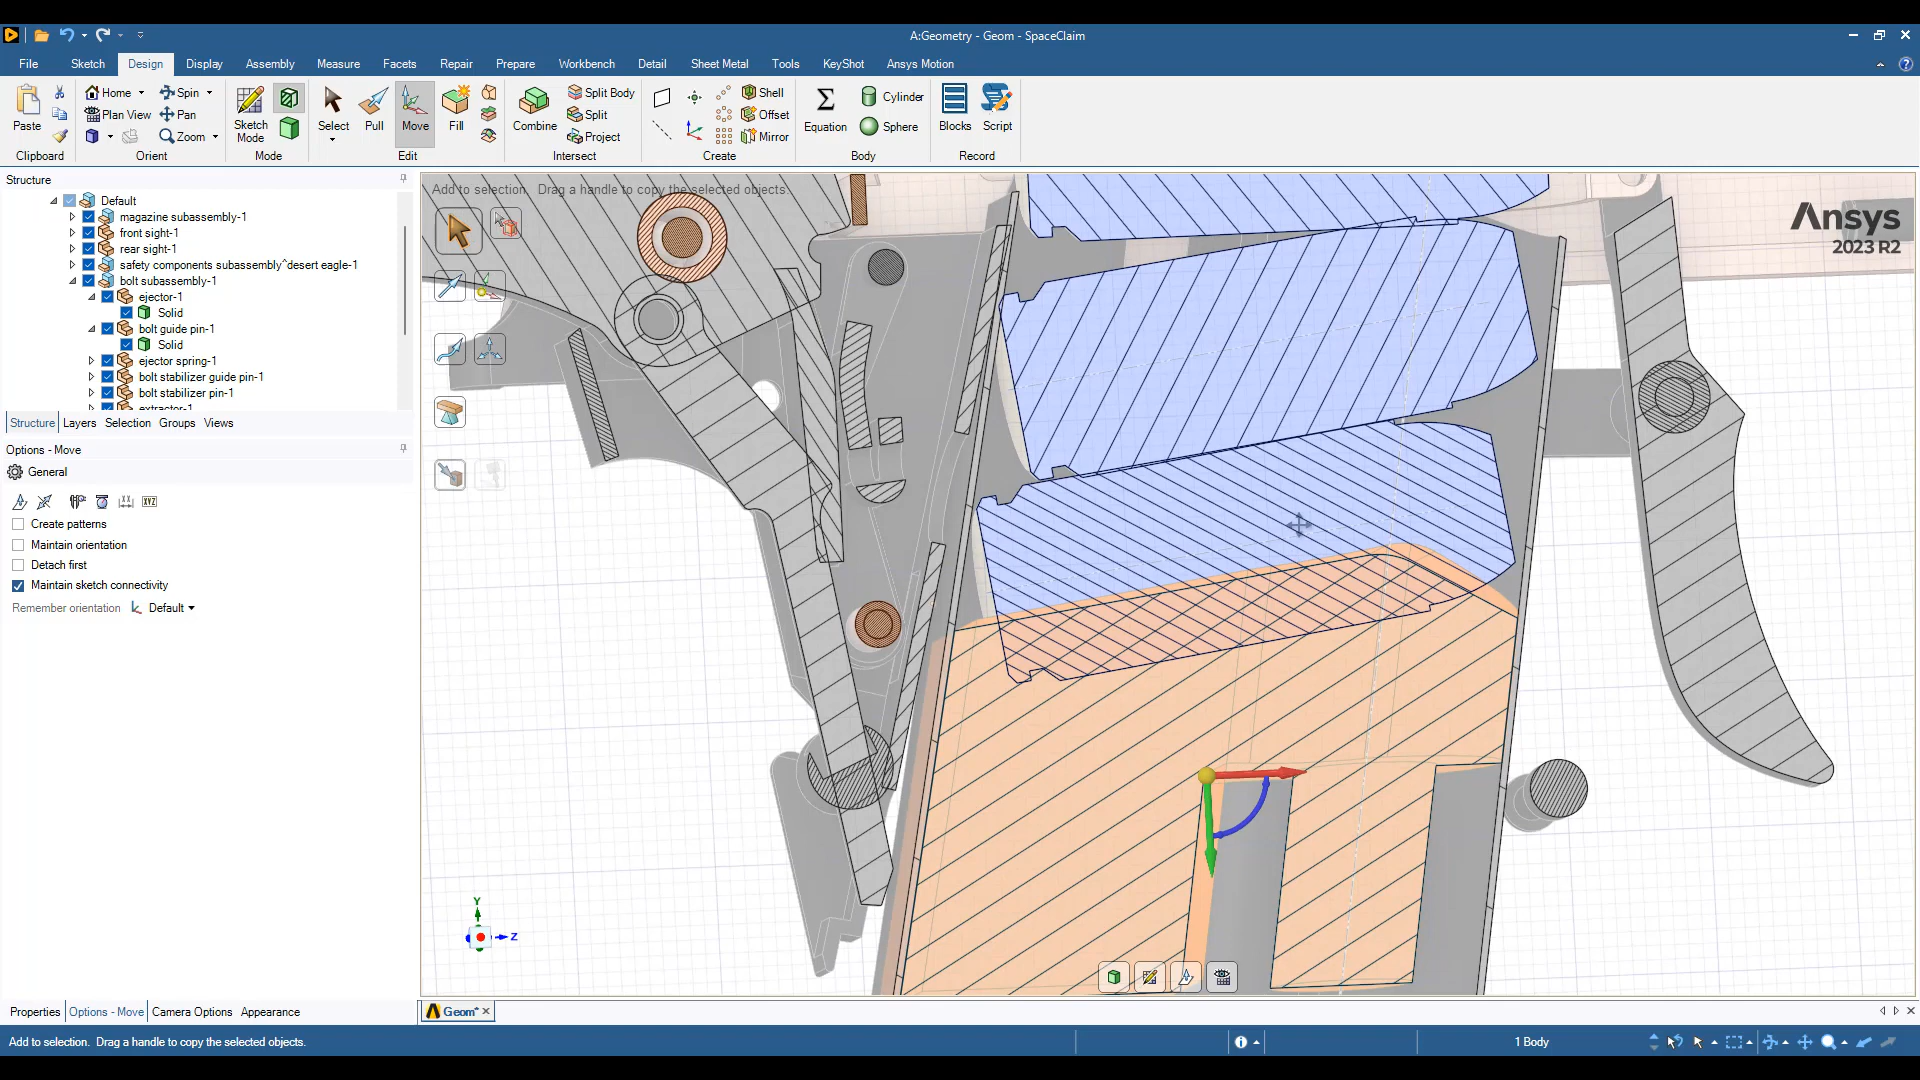 A:Geometry - Geom - SpaceClaim
File Sketch Design Display Assembly Measure Facets Repair Prepare Workbench Detail Sheet Metal Tools KeyShot Ansys Motion
Paste
Clipboard
Home Spin
Plan View Pan
Zoom
Orient
Sketch Mode
Mode
Select Pull Move Fill
Edit
Combine Split Body
Split
Project
Intersect
Shell
Offset
Mirror
Create
Equation Cylinder
Sphere
Body
Blocks Script
Record
Structure
Default
magazine subassembly-1
front sight-1
rear sight-1
safety components subassembly^desert eagle-1
bolt subassembly-1
ejector-1
Solid
bolt guide pin-1
Solid
ejector spring-1
bolt stabilizer guide pin-1
bolt stabilizer pin-1
extractor-1
Structure Layers Selection Groups Views
Options - Move
General
XYZ
Create patterns
Maintain orientation
Detach first
Maintain sketch connectivity
Remember orientation Default
Properties Options - Move Camera Options Appearance
Add to selection. Drag a handle to copy the selected objects.
Ansys
2023 R2
Y
Z
Geom*
Add to selection. Drag a handle to copy the selected objects.
1 Body